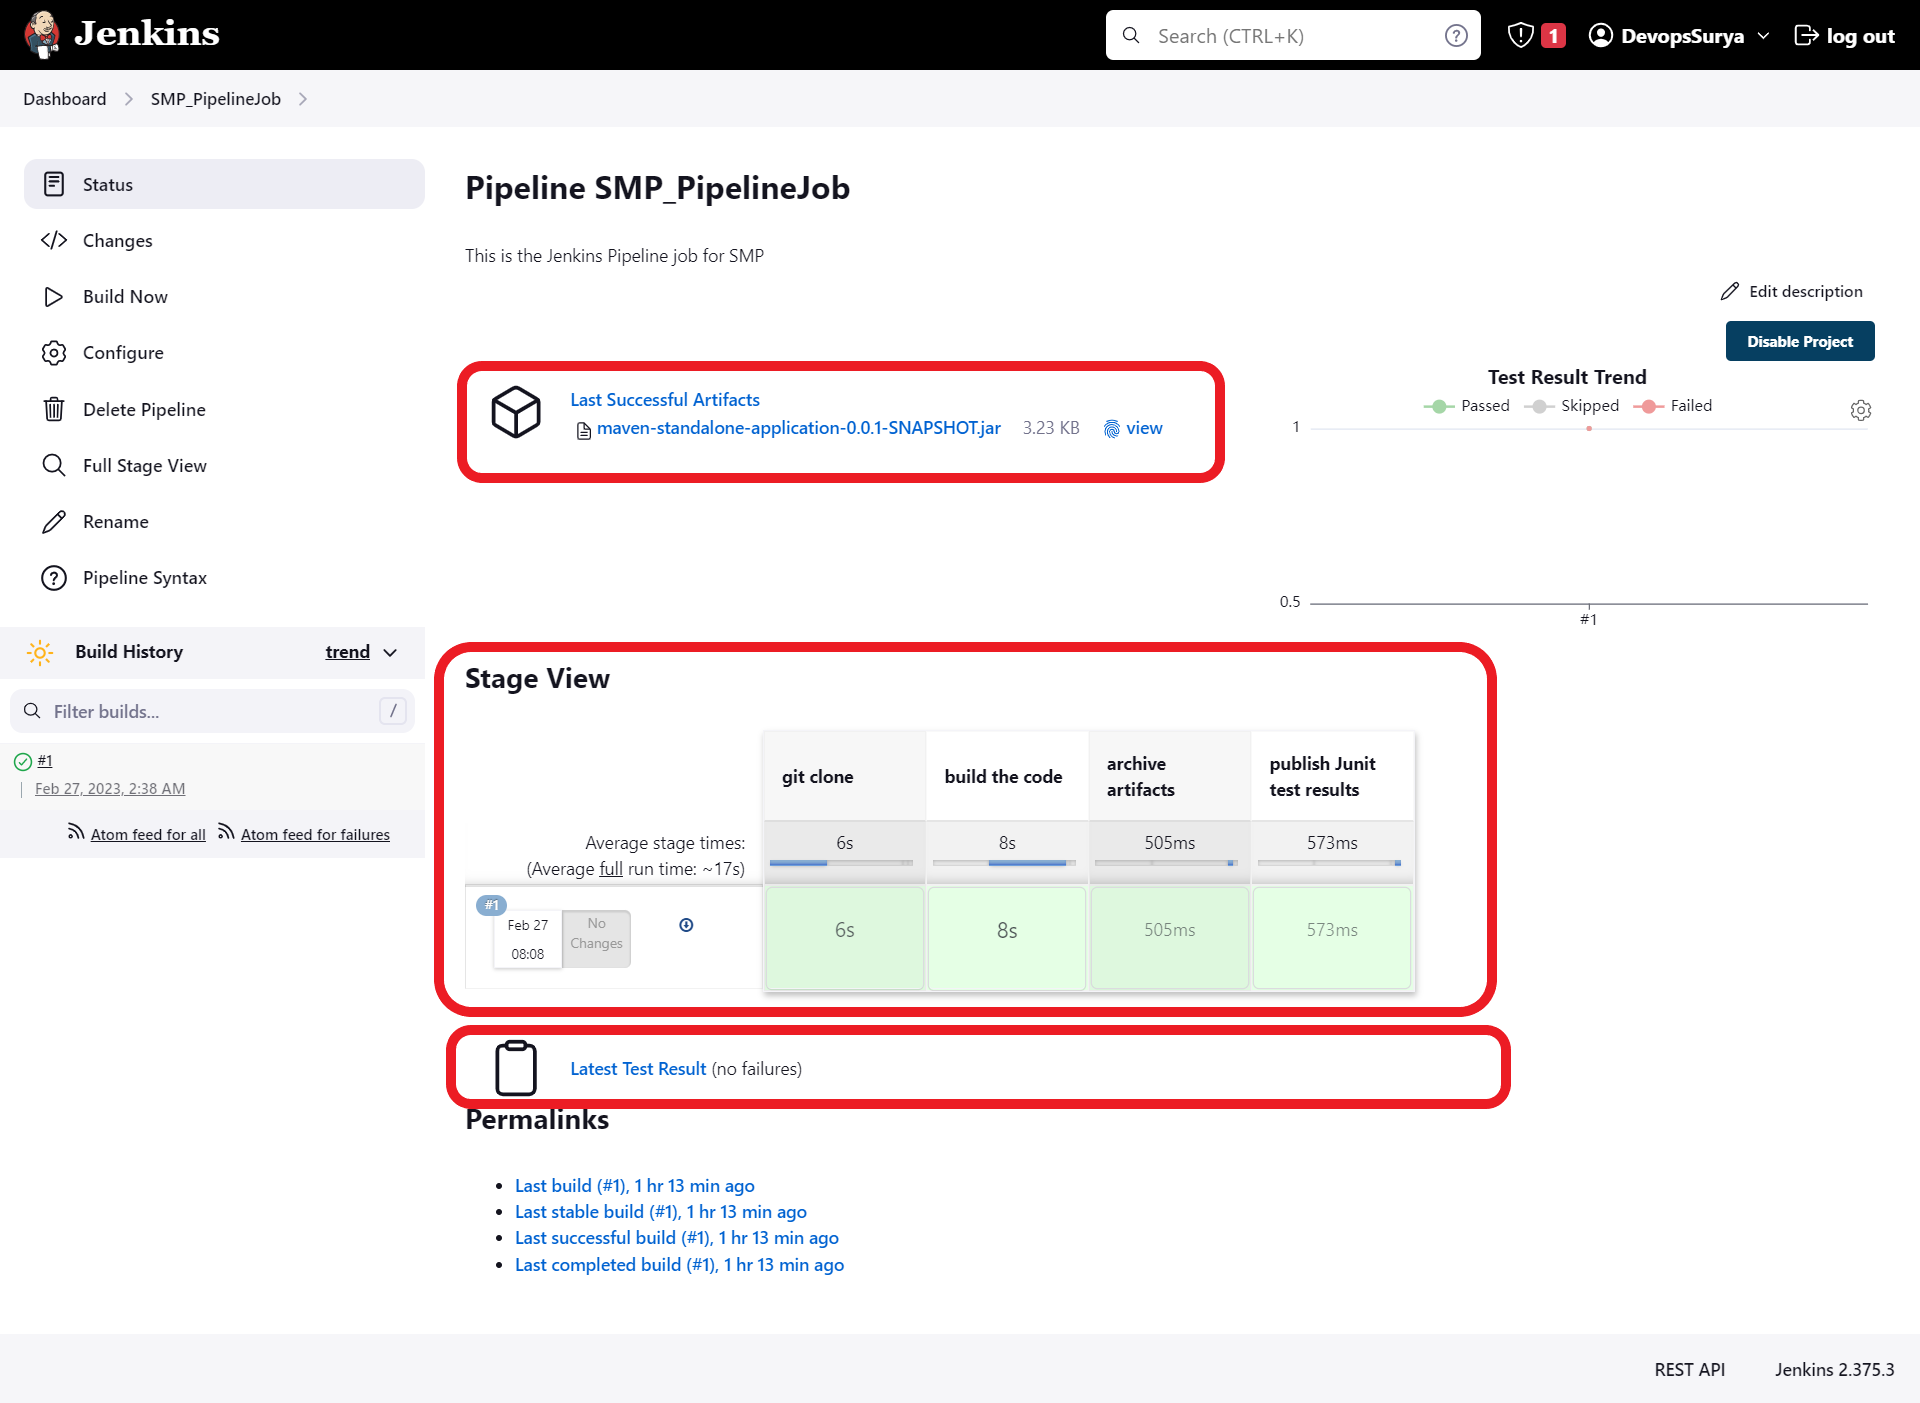 Jenkins
Search (CTRL+K)
1
DevopsSurya
log out
Dashboard
SMP_PipelineJob
Status
Changes
Build Now
Configure
Delete Pipeline
Full Stage View
Rename
Pipeline Syntax
Build History
trend
Filter builds...
/
#1
Feb 27, 2023, 2:38 AM
Atom feed for all
Atom feed for failures
Pipeline SMP_PipelineJob
This is the Jenkins Pipeline job for SMP
Edit description
Disable Project
Last Successful Artifacts
maven-standalone-application-0.0.1-SNAPSHOT.jar 3.23 KB view
Test Result Trend
Passed Skipped Failed
1
0.5
#1
Stage View
git clone
build the code
archive
artifacts
publish Junit
test results
Average stage times:
(Average full run time: ~17s)
6s
8s
505ms
573ms
#1
Feb 27
08:08
No
Changes
6s
8s
505ms
573ms
Latest Test Result (no failures)
Permalinks
Last build (#1), 1 hr 13 min ago
Last stable build (#1), 1 hr 13 min ago
Last successful build (#1), 1 hr 13 min ago
Last completed build (#1), 1 hr 13 min ago
REST API
Jenkins 2.375.3